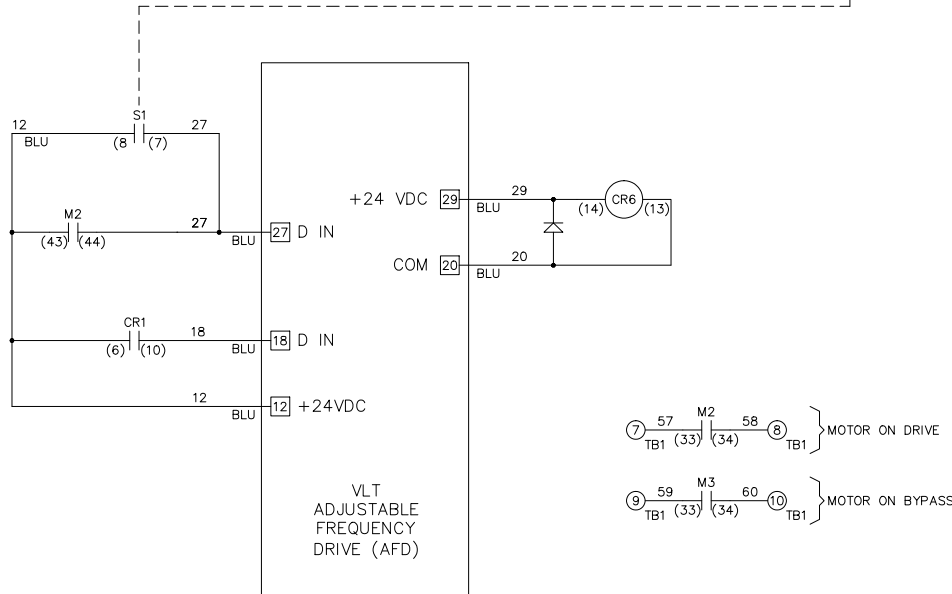 S1
12
27
BLU
(8
(7)
+24 VDC
29
29
BLU
(14)
CR6
(13)
M2
27
(43)
(44)
BLU
27
D IN
COM
20
20
BLU
CR1
18
(6)
(10)
BLU
18
D IN
12
BLU
12
+24VDC
VLT
ADJUSTABLE
FREQUENCY
DRIVE (AFD)
7
57
M2
58
8
TB1
(33)
(34)
TB1
MOTOR ON DRIVE
9
59
M3
60
10
TB1
(33)
(34)
TB1
MOTOR ON BYPASS